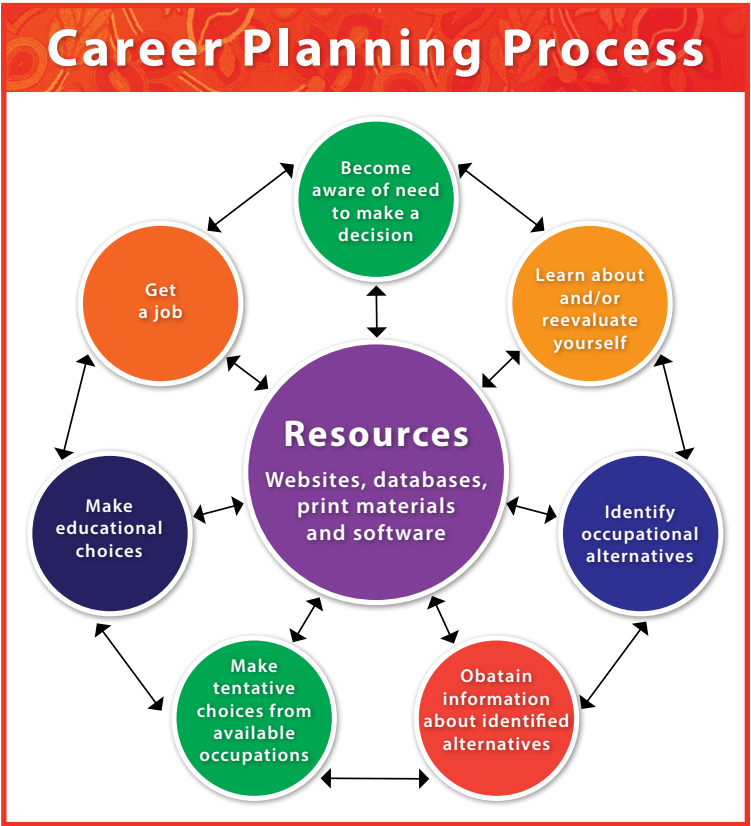 Career Planning Process
Become
aware of need
to make a
decision
Learn about
and/or
reevaluate
yourself
Identify
occupational
alternatives
Obatain
information
about identified
alternatives
Make
tentative
choices from
available
occupations
Make
educational
choices
Get
a job
Resources
Websites, databases,
print materials
and software